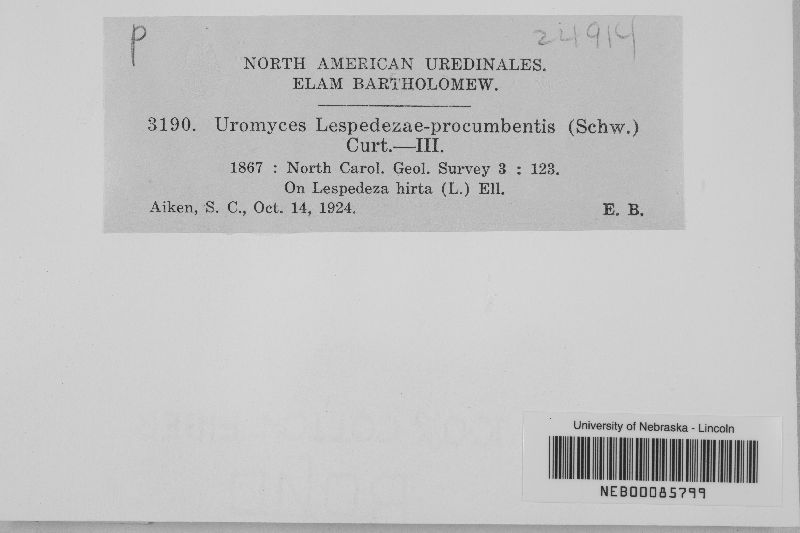 P
24914
NORTH AMERICAN UREDINALES.
ELAM BARTHOLOMEW.
3190. Uromyces Lespedezae-procumbentis (Schw.)
Curt.—III.
1867 : North Carol. Geol. Survey 3 : 123.
On Lespedeza hirta (L.) Ell.
Aiken, S. C., Oct. 14, 1924. E. B.
University of Nebraska - Lincoln
NEB00085799